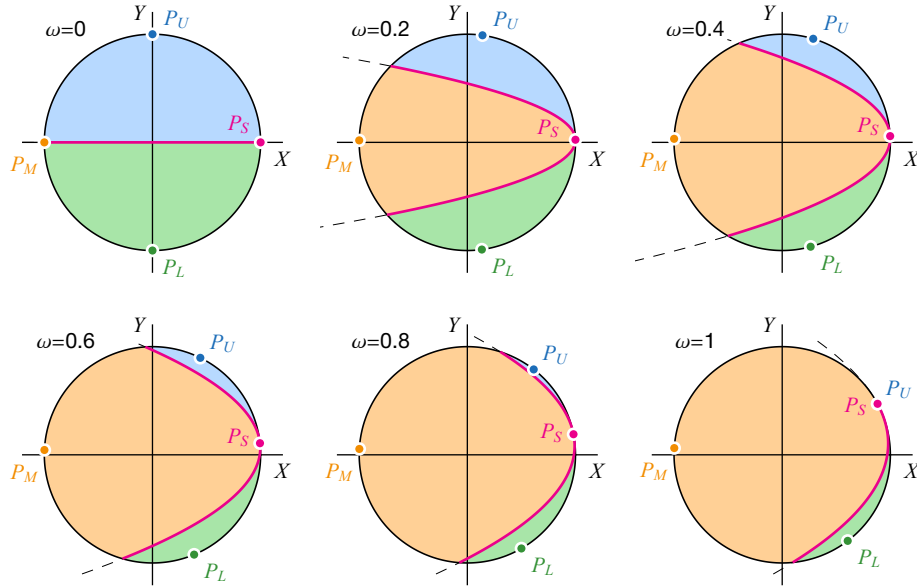 ω=0
Y
P_U
P_S
P_M
X
P_L
ω=0.2
Y
P_U
P_S
P_M
X
P_L
ω=0.4
Y
P_U
P_S
P_M
X
P_L
ω=0.6
Y
P_U
P_S
P_M
X
P_L
ω=0.8
Y
P_U
P_S
P_M
X
P_L
ω=1
Y
P_U
P_S
P_M
X
P_L